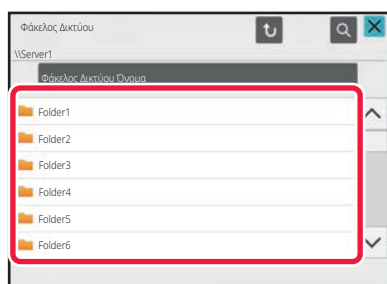 Φάκελος Δικτύου
\\Server1
Φάκελος Δικτύου Όνομα
Folder1
Folder2
Folder3
Folder4
Folder5
Folder6